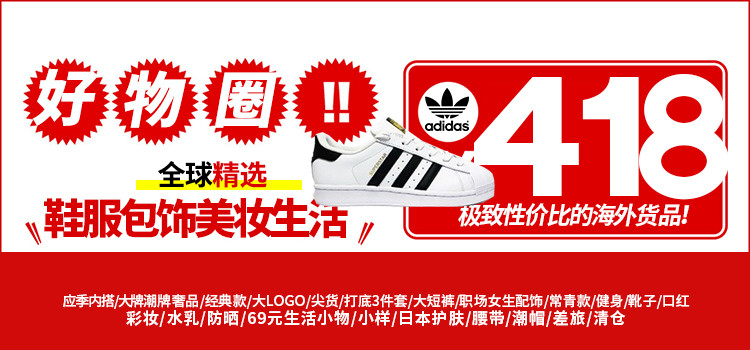 好物圈!!
adidas
418
全球精选
鞋服包饰美妆生活
极致性价比的海外货品!
应季内搭/大牌潮牌奢品/经典款/大LOGO/尖货/打底3件套/大短裤/职场女生配饰/常青款/健身/靴子/口红
彩妆/水乳/防晒/69元生活小物/小样/日本护肤/腰带/潮帽/差旅/清仓